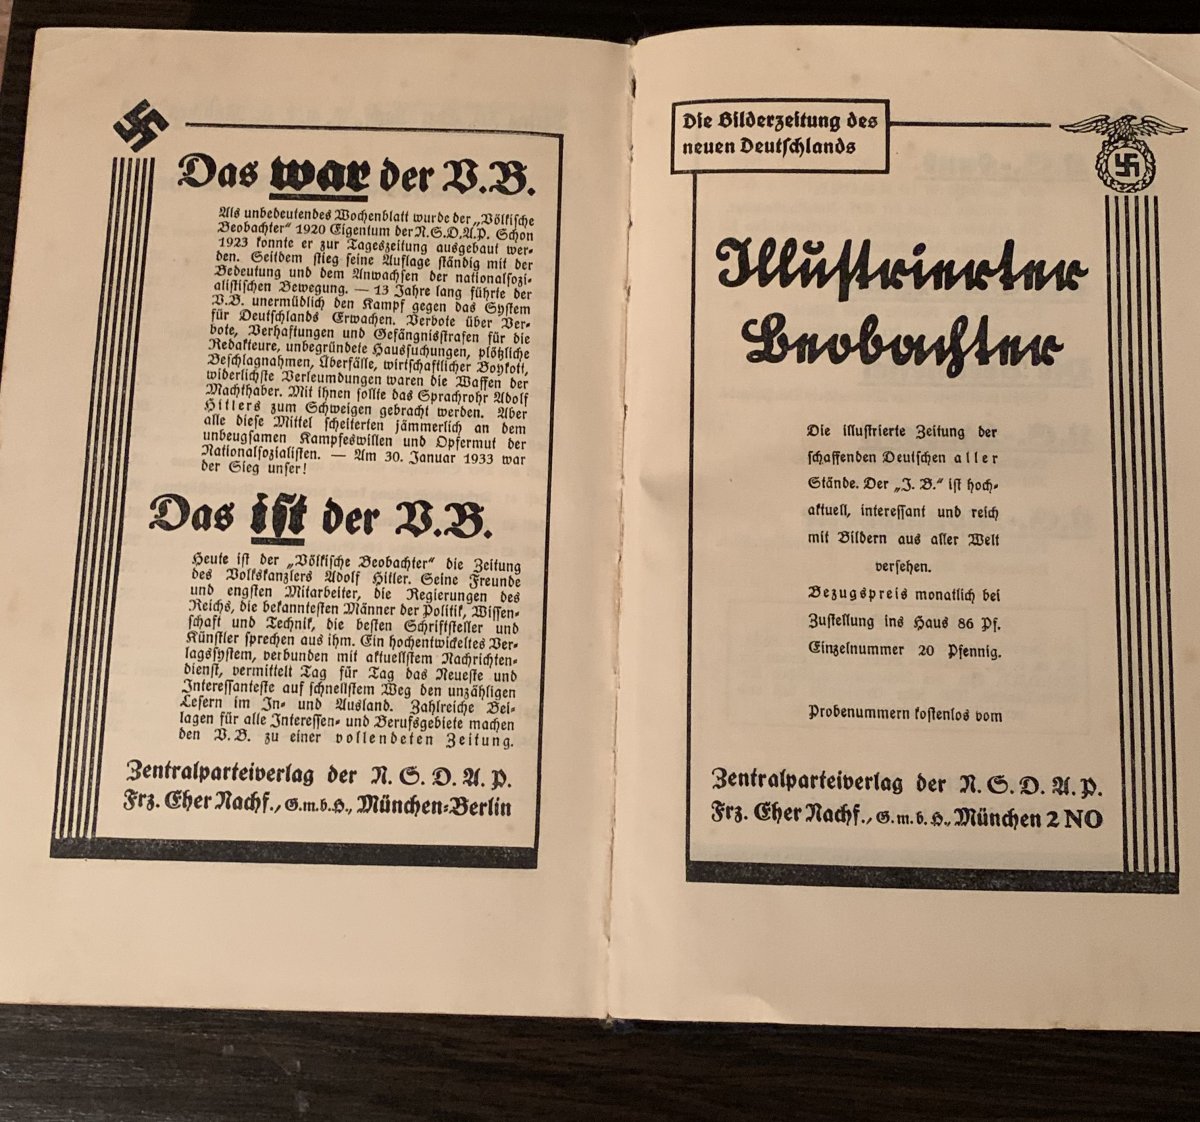 Das war der V.B.
Als unbedeutendes Wochenblatt wurde der „Völkische
Beobachter“ 1920 Eigentum der N.S.D.A.P. Schon
1923 konnte er zur Tageszeitung ausgebaut wer-
den. Seitdem stieg seine Auflage ständig mit der
Bedeutung und dem Anwachsen der nationalsozi-
alistischen Bewegung. — 13 Jahre lang führte der
V.B. unermüdlich den Kampf gegen das System
für Deutschlands Erwachen. Verbote über Ver-
bote, Verhaftungen und Gefängnisstrafen für die
Redakteure, unbegründete Haussuchungen, plötzliche
Beschlagnahmen, Überfälle, wirtschaftlicher Boykott,
widerlichste Verleumdungen waren die Waffen der
Machthaber. Mit ihnen sollte das Sprachrohr Adolf
Hitlers zum Schweigen gebracht werden. Aber
alle diese Mittel scheiterten jämmerlich an dem
unbeugsamen Kampfeswillen und Opfermut der
Nationalsozialisten. — Am 30. Januar 1933 war
der Sieg unser!
Das ist der V.B.
Heute ist der „Völkische Beobachter“ die Zeitung
des Volkskanzlers Adolf Hitler. Seine Freunde
und engsten Mitarbeiter, die Regierungen des
Reichs, die bekanntesten Männer der Politik, Wissen-
schaft und Technik, die besten Schriftsteller und
Künstler sprechen aus ihm. Ein hochentwickeltes Ver-
lagssystem, verbunden mit aktuellstem Nachrichten-
dienst, vermittelt Tag für Tag das Neueste und
Interessanteste auf schnellstem Weg den unzähligen
Lesern im In- und Ausland. Zahlreiche Bei-
lagen für alle Interessen- und Berufsgebiete machen
den V.B. zu einer vollendeten Zeitung.
Zentralparteiverlag der N.S.D.A.P.
Frz. Eher Nachf., G.m.b.H., München-Berlin
Die Bilderzeitung des
neuen Deutschlands
Illustrierter
Beobachter
Die illustrierte Zeitung der
schaffenden Deutschen aller
Stände. Der „J. B.“ ist hoch-
aktuell, interessant und reich
mit Bildern aus aller Welt
versehen.
Bezugspreis monatlich bei
Zustellung ins Haus 86 Pf.
Einzelnummer 20 Pfennig.
Probenummern kostenlos vom
Zentralparteiverlag der N.S.D.A.P.
Frz. Eher Nachf., G.m.b.H., München 2 NO